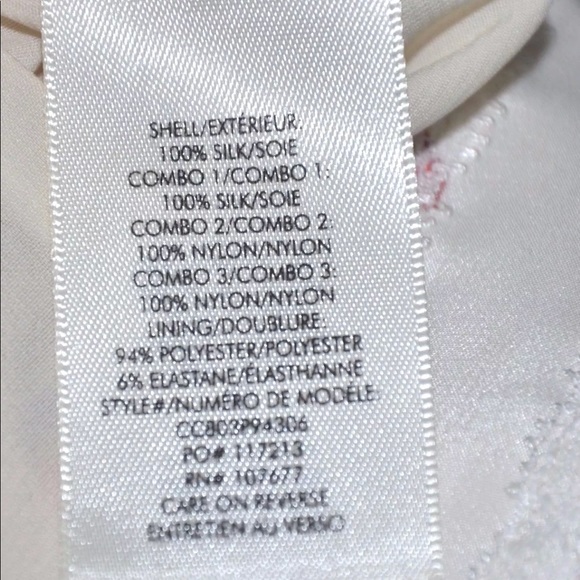 SHELL/EXTÉRIEUR:
100% SILK/SOIE
COMBO 1/COMBO 1:
100% SILK/SOIE
COMBO 2/COMBO 2:
100% NYLON/NYLON
COMBO 3/COMBO 3:
100% NYLON/NYLON
LINING/DOUBLURE:
94% POLYESTER/POLYESTER
6% ELASTANE/ÉLASTHANNE
STYLE#/NUMÉRO DE MODÈLE:
CC803P94306
PO# 117213
RN# 107677
CARE ON REVERSE
ENTRETIEN AU VERSO